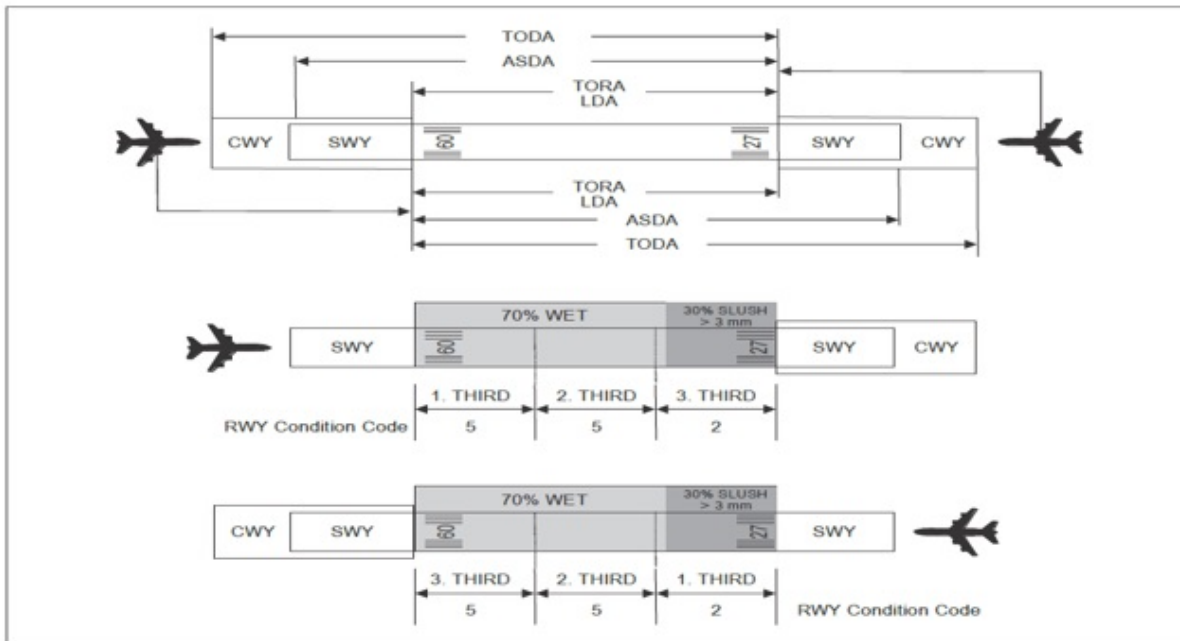 TODA
ASDA
TORA
LDA
CWY SWY 09 27 SWY CWY
TORA
LDA
ASDA
TODA
70% WET 30% SLUSH
> 3 mm
SWY 09 27 SWY CWY
1. THIRD 2. THIRD 3. THIRD
RWY Condition Code 5 5 2
70% WET 30% SLUSH
> 3 mm
CWY SWY 09 27 SWY
3. THIRD 2. THIRD 1. THIRD
5 5 2 RWY Condition Code